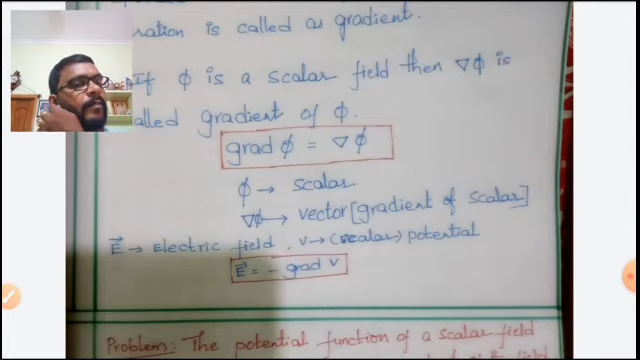 ration is called as gradient.
If ϕ is a scalar field then ▽ϕ is
alled gradient of ϕ.
grad ϕ = ▽ϕ
ϕ → scalar
▽ϕ → vector [gradient of scalar]
E⃗ → Electric field, V → (scalar) potential
E⃗ = - grad V
Problem: The potential function of a scalar field